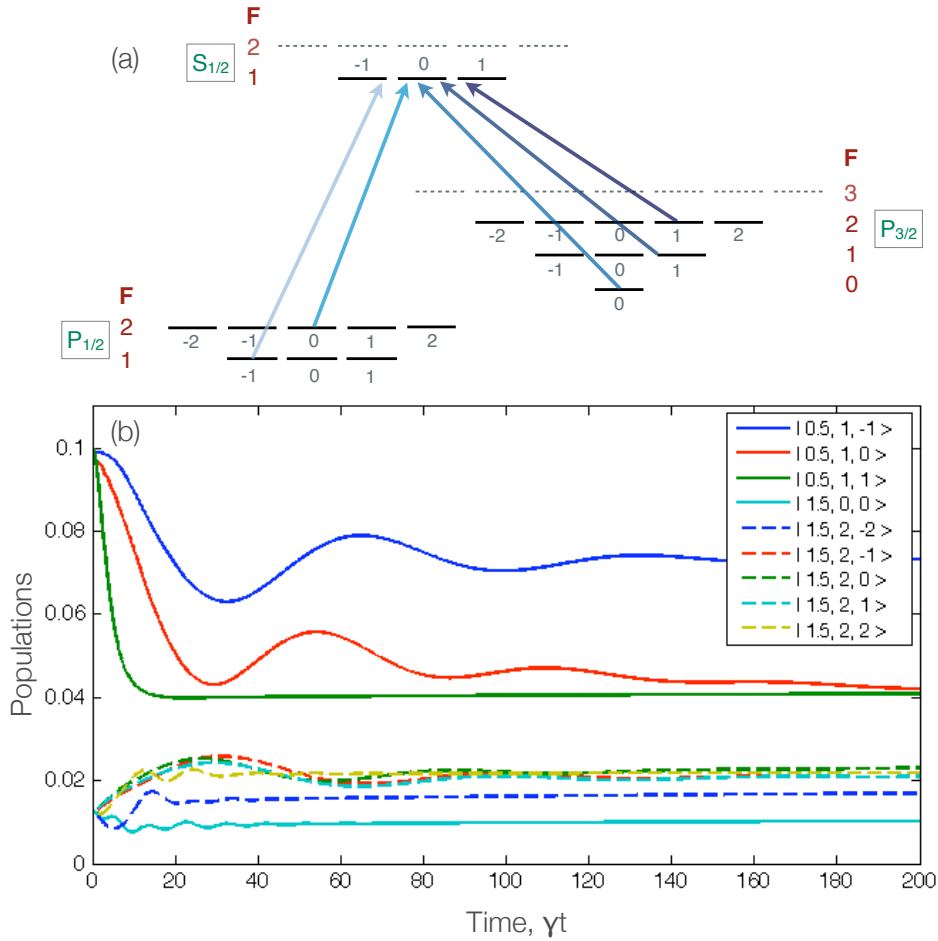 F
(a)
2
S1/2
-1 0 1
1
F
3
-2 -1 0 1 2
2
P3/2
-1 0 1
1
0
0
F
2
P1/2
-2 -1 0 1 2
1
-1 0 1
(b)
| 0.5, 1, -1 >
| 0.5, 1, 0 >
| 0.5, 1, 1 >
| 1.5, 0, 0 >
| 1.5, 2, -2 >
| 1.5, 2, -1 >
| 1.5, 2, 0 >
| 1.5, 2, 1 >
| 1.5, 2, 2 >
0.1
0.08
0.06
0.04
0.02
0
Populations
0 20 40 60 80 100 120 140 160 180 200
Time, γt